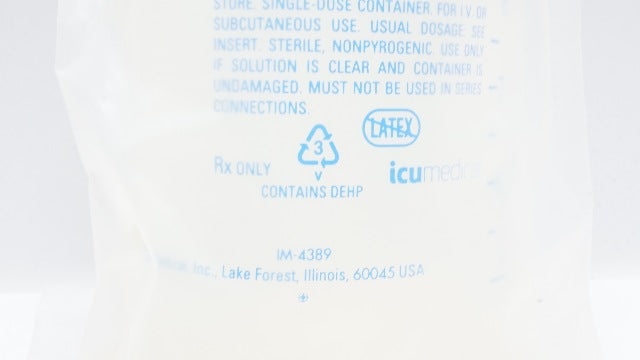 STORE. SINGLE-DOSE CONTAINER. FOR I.V. OR
SUBCUTANEOUS USE. USUAL DOSAGE: SEE
INSERT. STERILE, NONPYROGENIC. USE ONLY
IF SOLUTION IS CLEAR AND CONTAINER IS
UNDAMAGED. MUST NOT BE USED IN SERIES
CONNECTIONS.
LATEX
3
Rx ONLY
V
icumedical
CONTAINS DEHP
IM-4389
Inc., Lake Forest, Illinois, 60045 USA